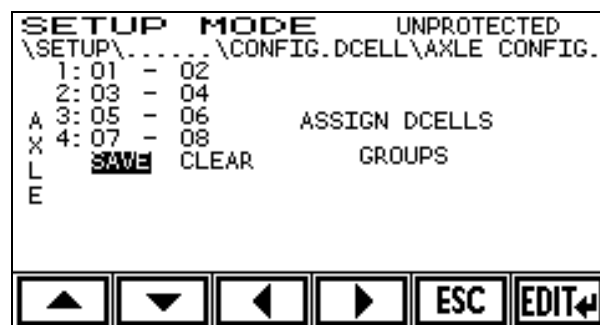 SETUP MODE UNPROTECTED
\SETUP\......\CONFIG.DCELL\AXLE CONFIG.
1: 01 - 02
2: 03 - 04
3: 05 - 06
4: 07 - 08
AXLE
ASSIGN DCELLS
GROUPS
SAVE CLEAR
ESC EDIT↵